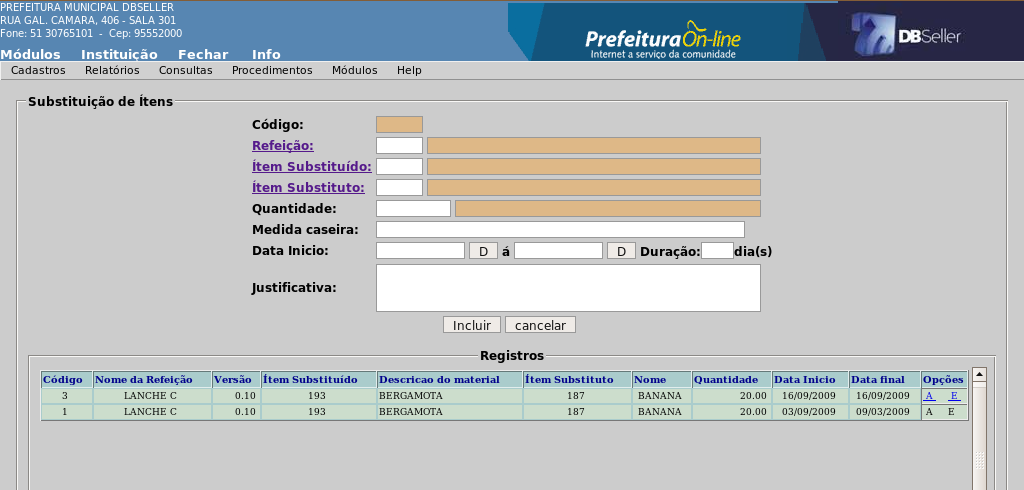 PREFEITURA MUNICIPAL DBSELLER
RUA GAL. CAMARA, 406 - SALA 301
Fone: 51 30765101 - Cep: 95552000
Módulos Instituição Fechar Info
PrefeituraOn-line
Internet a serviço da comunidade
DBSeller
Cadastros Relatórios Consultas Procedimentos Módulos Help
Substituição de Ítens
Código:
Refeição:
Ítem Substituído:
Ítem Substituto:
Quantidade:
Medida caseira:
Data Inicio: D á D Duração: dia(s)
Justificativa:
Incluir cancelar
Registros
Código Nome da Refeição Versão Ítem Substituído Descricao do material Ítem Substituto Nome Quantidade Data Inicio Data final Opções
3 LANCHE C 0.10 193 BERGAMOTA 187 BANANA 20.00 16/09/2009 16/09/2009 A E
1 LANCHE C 0.10 193 BERGAMOTA 187 BANANA 20.00 03/09/2009 09/03/2009 A E